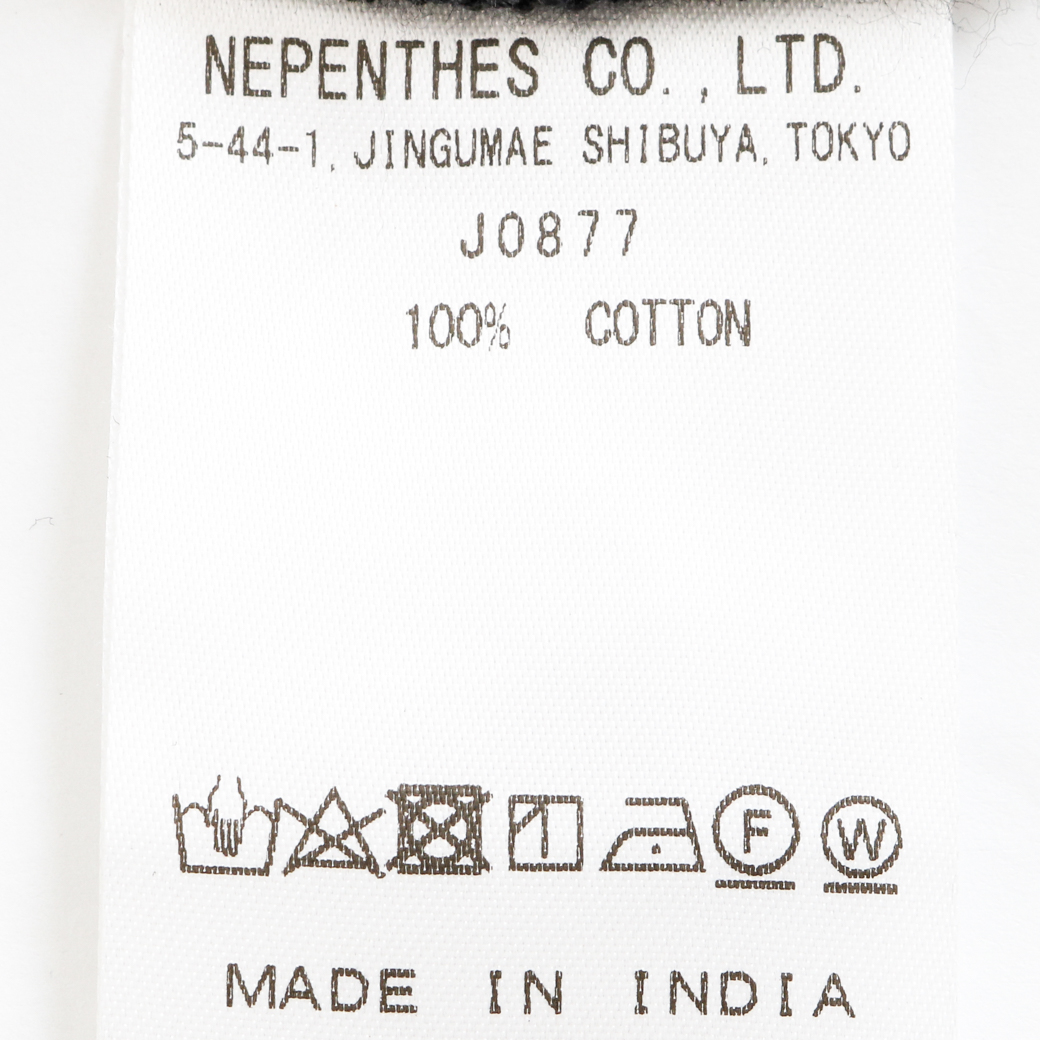 NEPENTHES CO., LTD.
5-44-1, JINGUMAE SHIBUYA, TOKYO
J0877
100% COTTON
F W
MADE IN INDIA